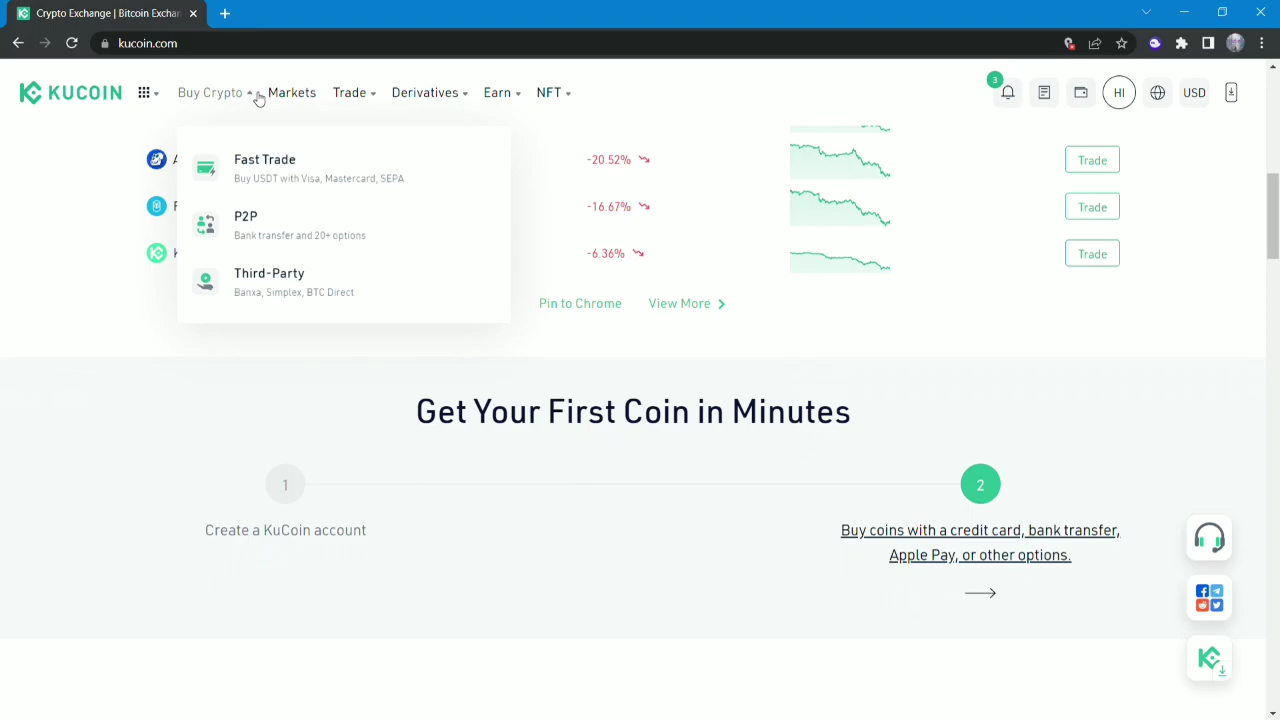 Crypto Exchange | Bitcoin Exchan
kucoin.com
KUCOIN
Buy Crypto
Markets
Trade
Derivatives
Earn
NFT
3
HI
USD
Fast Trade
Buy USDT with Visa, Mastercard, SEPA
P2P
Bank transfer and 20+ options
Third-Party
Banxa, Simplex, BTC Direct
-20.52%
Trade
-16.67%
Trade
-6.36%
Trade
Pin to Chrome
View More
Get Your First Coin in Minutes
1
2
Create a KuCoin account
Buy coins with a credit card, bank transfer,
Apple Pay, or other options.